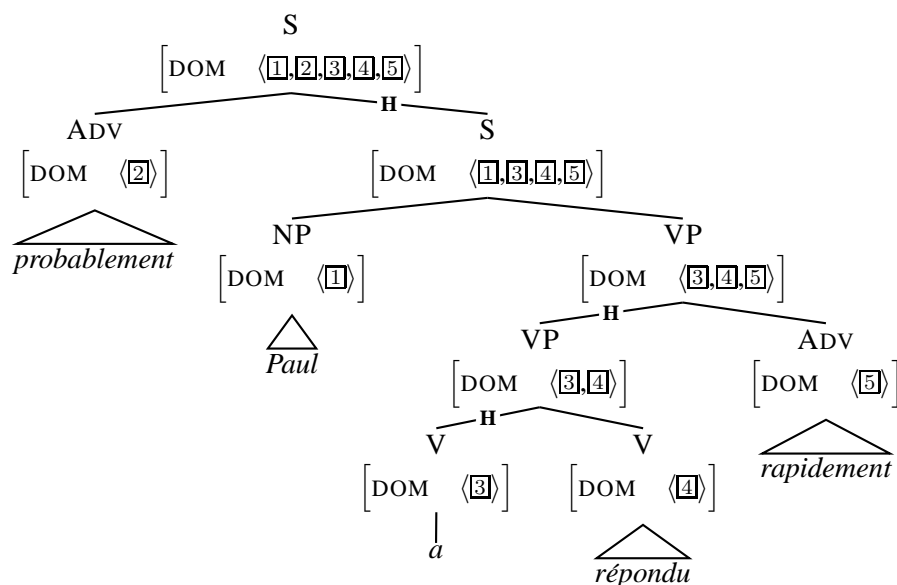 S
[DOM ⟨1,2,3,4,5⟩]
H
ADV S
[DOM ⟨2⟩] [DOM ⟨1,3,4,5⟩]
probablement NP VP
[DOM ⟨1⟩] [DOM ⟨3,4,5⟩]
H
Paul VP ADV
[DOM ⟨3,4⟩] [DOM ⟨5⟩]
H
V V rapidement
[DOM ⟨3⟩] [DOM ⟨4⟩]
a répondu